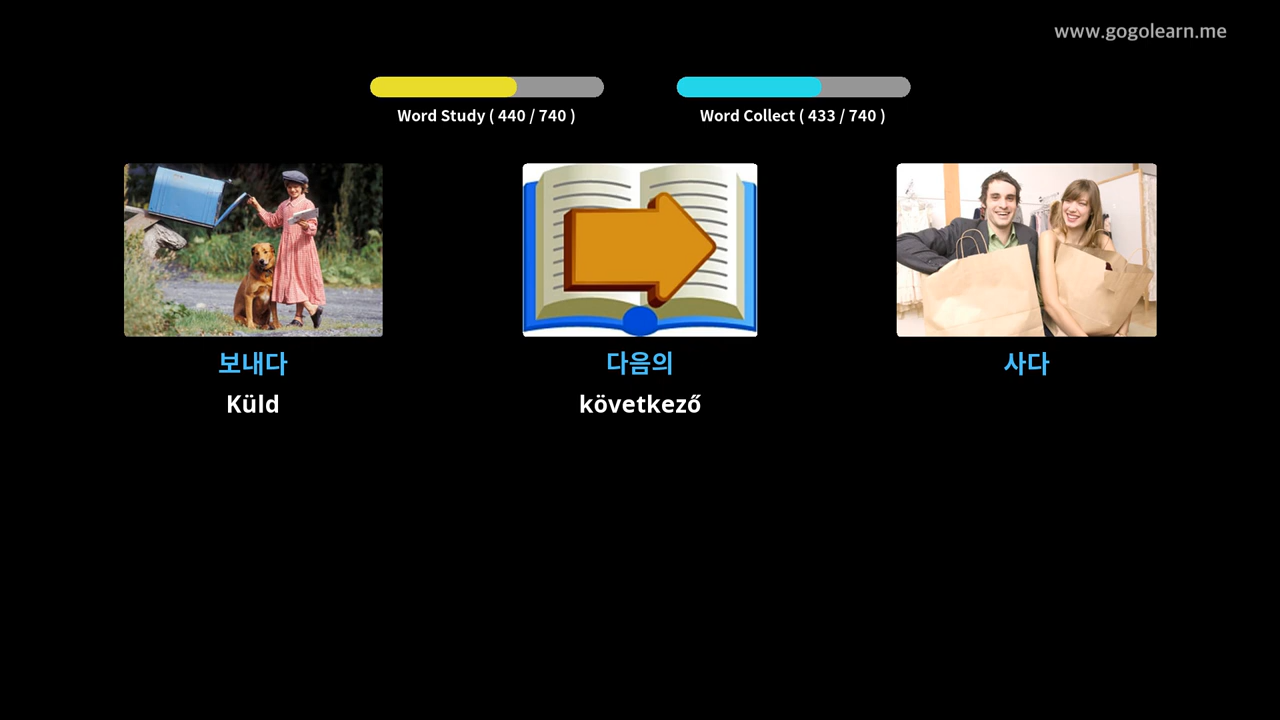 www.gogolearn.me
Word Study ( 440 / 740 )
Word Collect ( 433 / 740 )
보내다
다음의
사다
Küld
következő